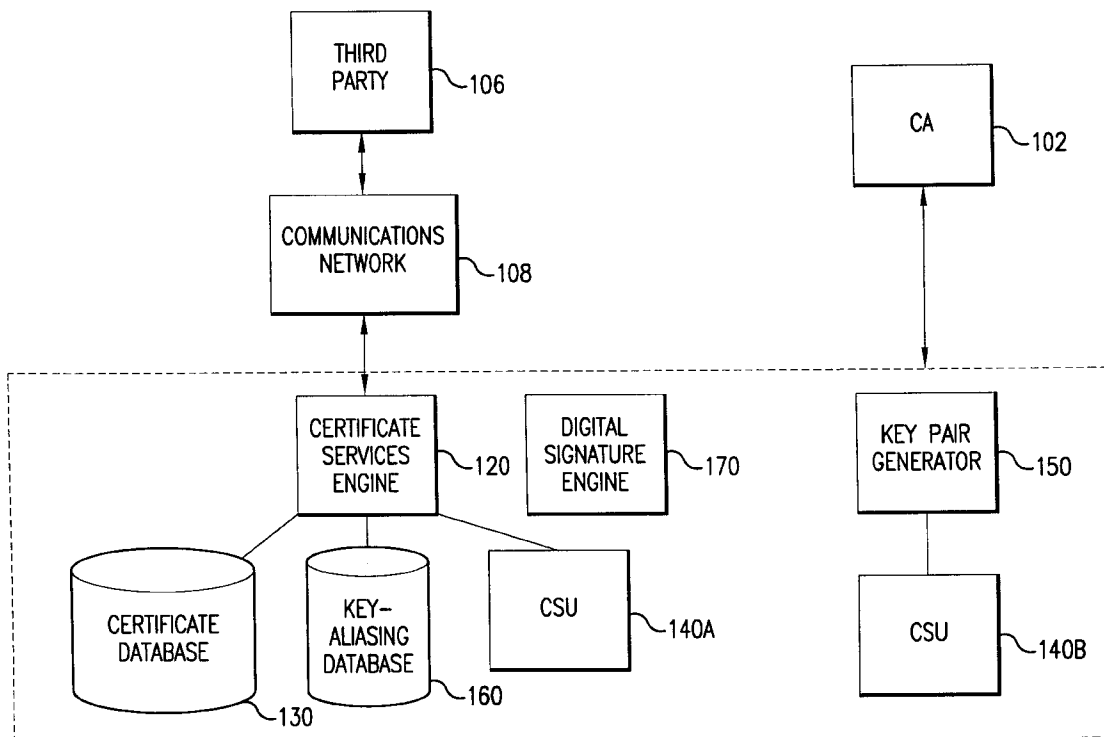 THIRD
PARTY
106
CA
102
COMMUNICATIONS
NETWORK
108
CERTIFICATE
SERVICES
ENGINE
120
DIGITAL
SIGNATURE
ENGINE
170
KEY PAIR
GENERATOR
150
CERTIFICATE
DATABASE
130
KEY-
ALIASING
DATABASE
160
CSU
140A
CSU
140B